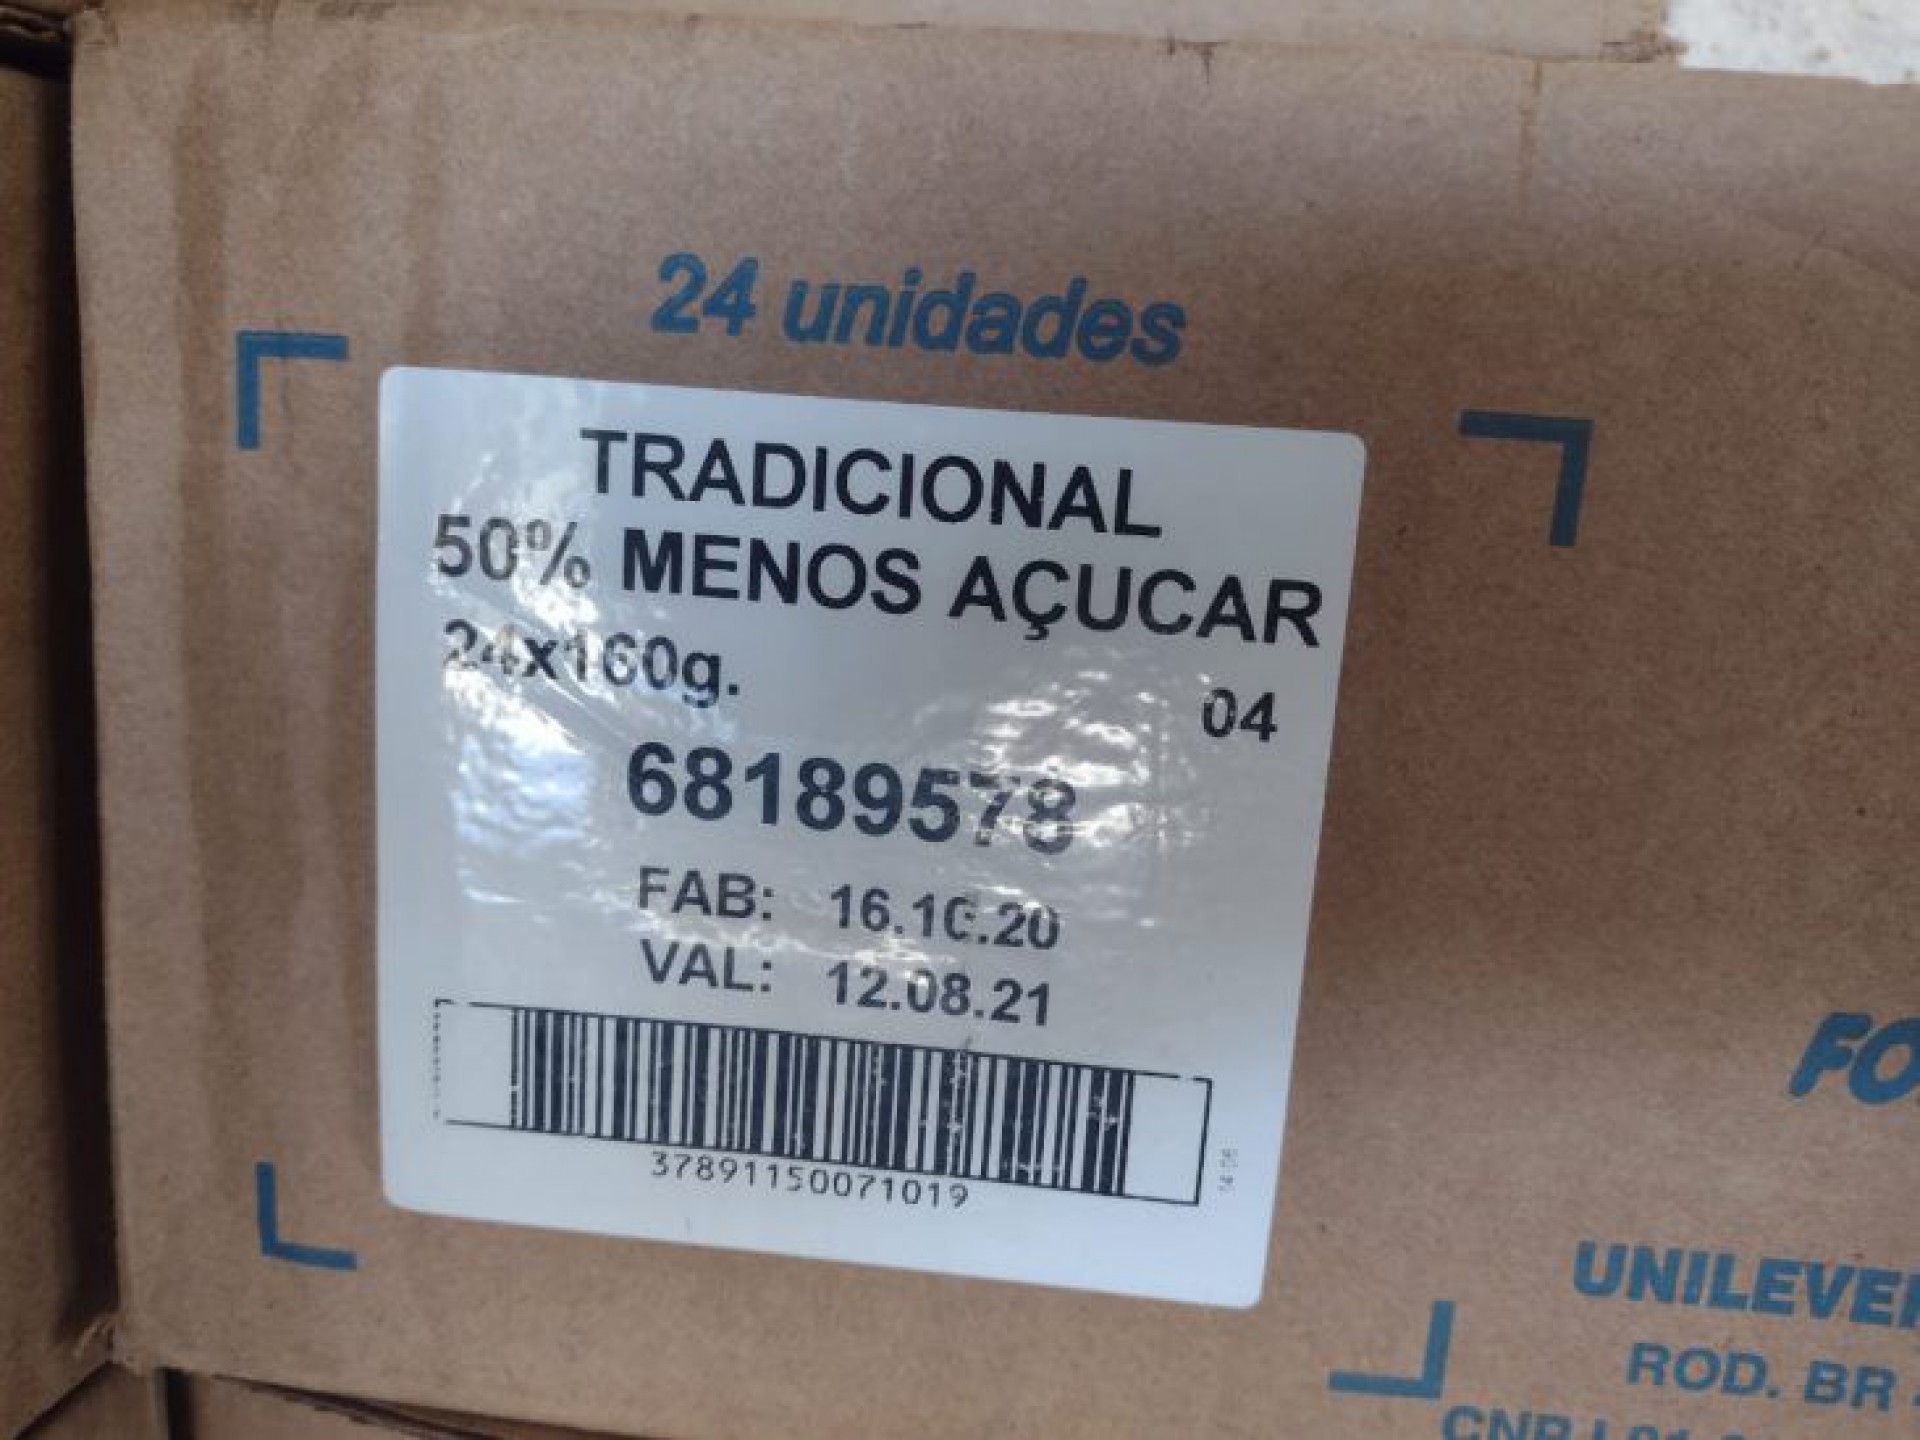 24 unidades
TRADICIONAL
50% MENOS AÇUCAR
24x160g.
04
68189578
FAB: 16.10.20
VAL: 12.08.21
37891150071019
FO
UNILEVER
ROD. BR